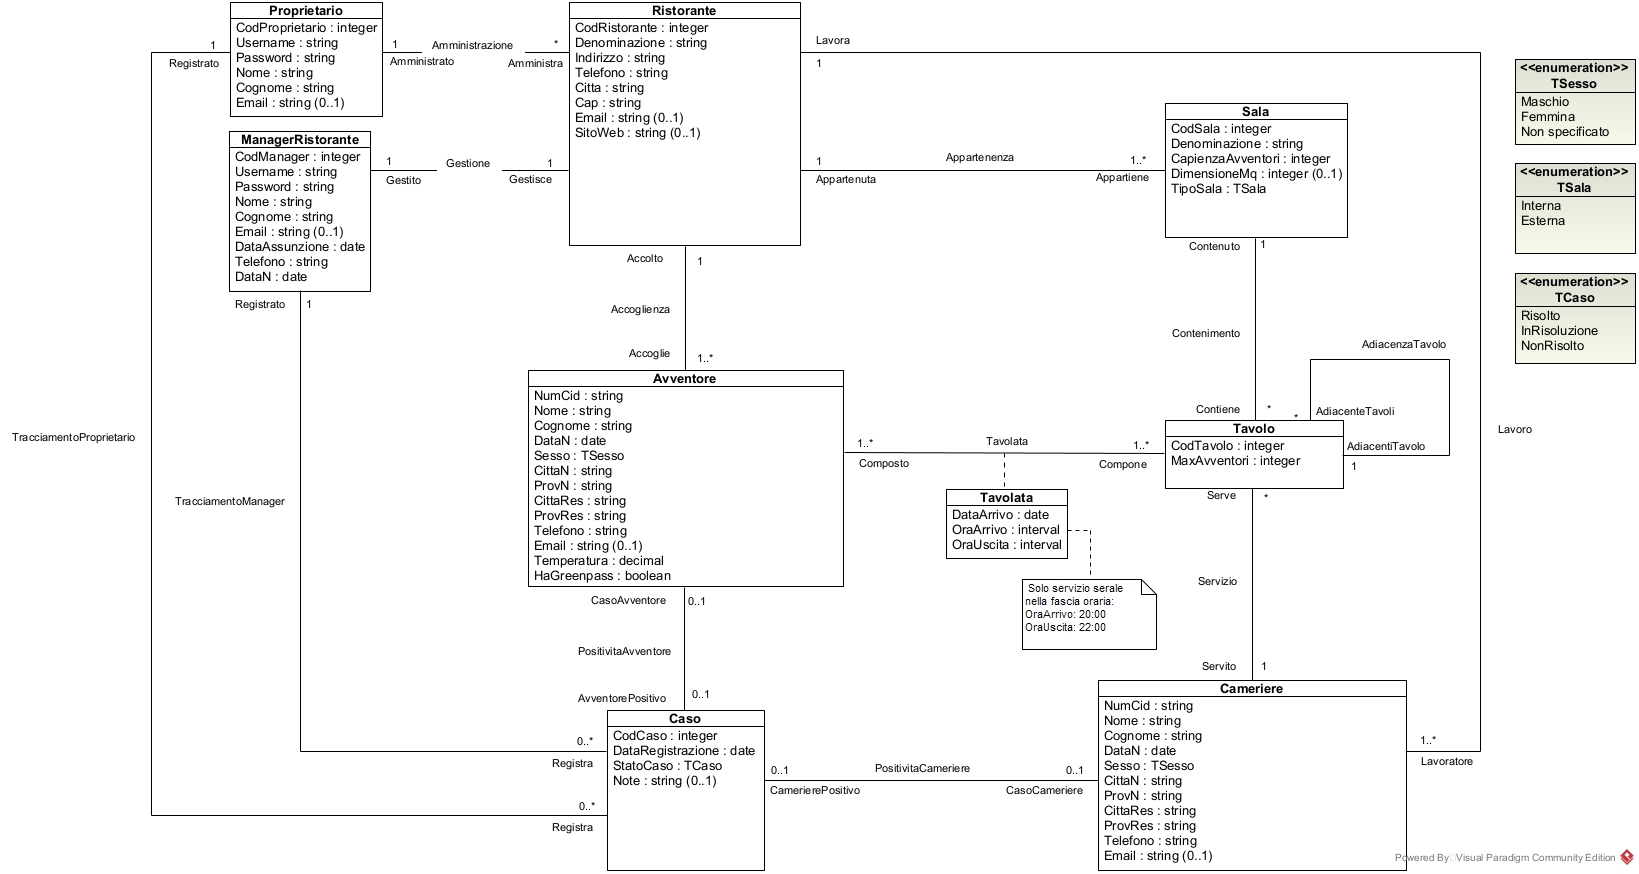 Proprietario
CodProprietario : integer
Username : string
Password : string
Nome : string
Cognome : string
Email : string (0..1)
1
Registrato
1
Amministrazione
*
Amministrato
Amministra
Ristorante
CodRistorante : integer
Denominazione : string
Indirizzo : string
Telefono : string
Citta : string
Cap : string
Email : string (0..1)
SitoWeb : string (0..1)
Lavora
1
<<enumeration>>
TSesso
Maschio
Femmina
Non specificato
ManagerRistorante
CodManager : integer
Username : string
Password : string
Nome : string
Cognome : string
Email : string (0..1)
DataAssunzione : date
Telefono : string
DataN : date
1
Gestione
1
Gestito
Gestisce
1
Appartenenza
1..*
Appartenuta
Appartiene
Sala
CodSala : integer
Denominazione : string
CapienzaAvventori : integer
DimensioneMq : integer (0..1)
TipoSala : TSala
<<enumeration>>
TSala
Interna
Esterna
Contenuto
1
Accolto
1
<<enumeration>>
TCaso
Risolto
InRisoluzione
NonRisolto
Registrato
1
Accoglienza
Contenimento
AdiacenzaTavolo
Accoglie
1..*
Avventore
NumCid : string
Nome : string
Cognome : string
DataN : date
Sesso : TSesso
CittaN : string
ProvN : string
CittaRes : string
ProvRes : string
Telefono : string
Email : string (0..1)
Temperatura : decimal
HaGreenpass : boolean
Contiene
*
*
AdiacenteTavoli
Tavolo
CodTavolo : integer
MaxAvventori : integer
AdiacentiTavolo
1
Lavoro
TracciamentoProprietario
1..*
Tavolata
1..*
Composto
Compone
Tavolata
DataArrivo : date
OraArrivo : interval
OraUscita : interval
Serve
*
TracciamentoManager
Solo servizio serale
nella fascia oraria:
OraArrivo: 20:00
OraUscita: 22:00
Servizio
CasoAvventore
0..1
PositivitaAvventore
Servito
1
AvventorePositivo
0..1
Caso
CodCaso : integer
DataRegistrazione : date
StatoCaso : TCaso
Note : string (0..1)
Cameriere
NumCid : string
Nome : string
Cognome : string
DataN : date
Sesso : TSesso
CittaN : string
ProvN : string
CittaRes : string
ProvRes : string
Telefono : string
Email : string (0..1)
0..*
Registra
0..1
PositivitaCameriere
0..1
CamerierePositivo
CasoCameriere
1..*
Lavoratore
0..*
Registra
Powered By Visual Paradigm Community Edition